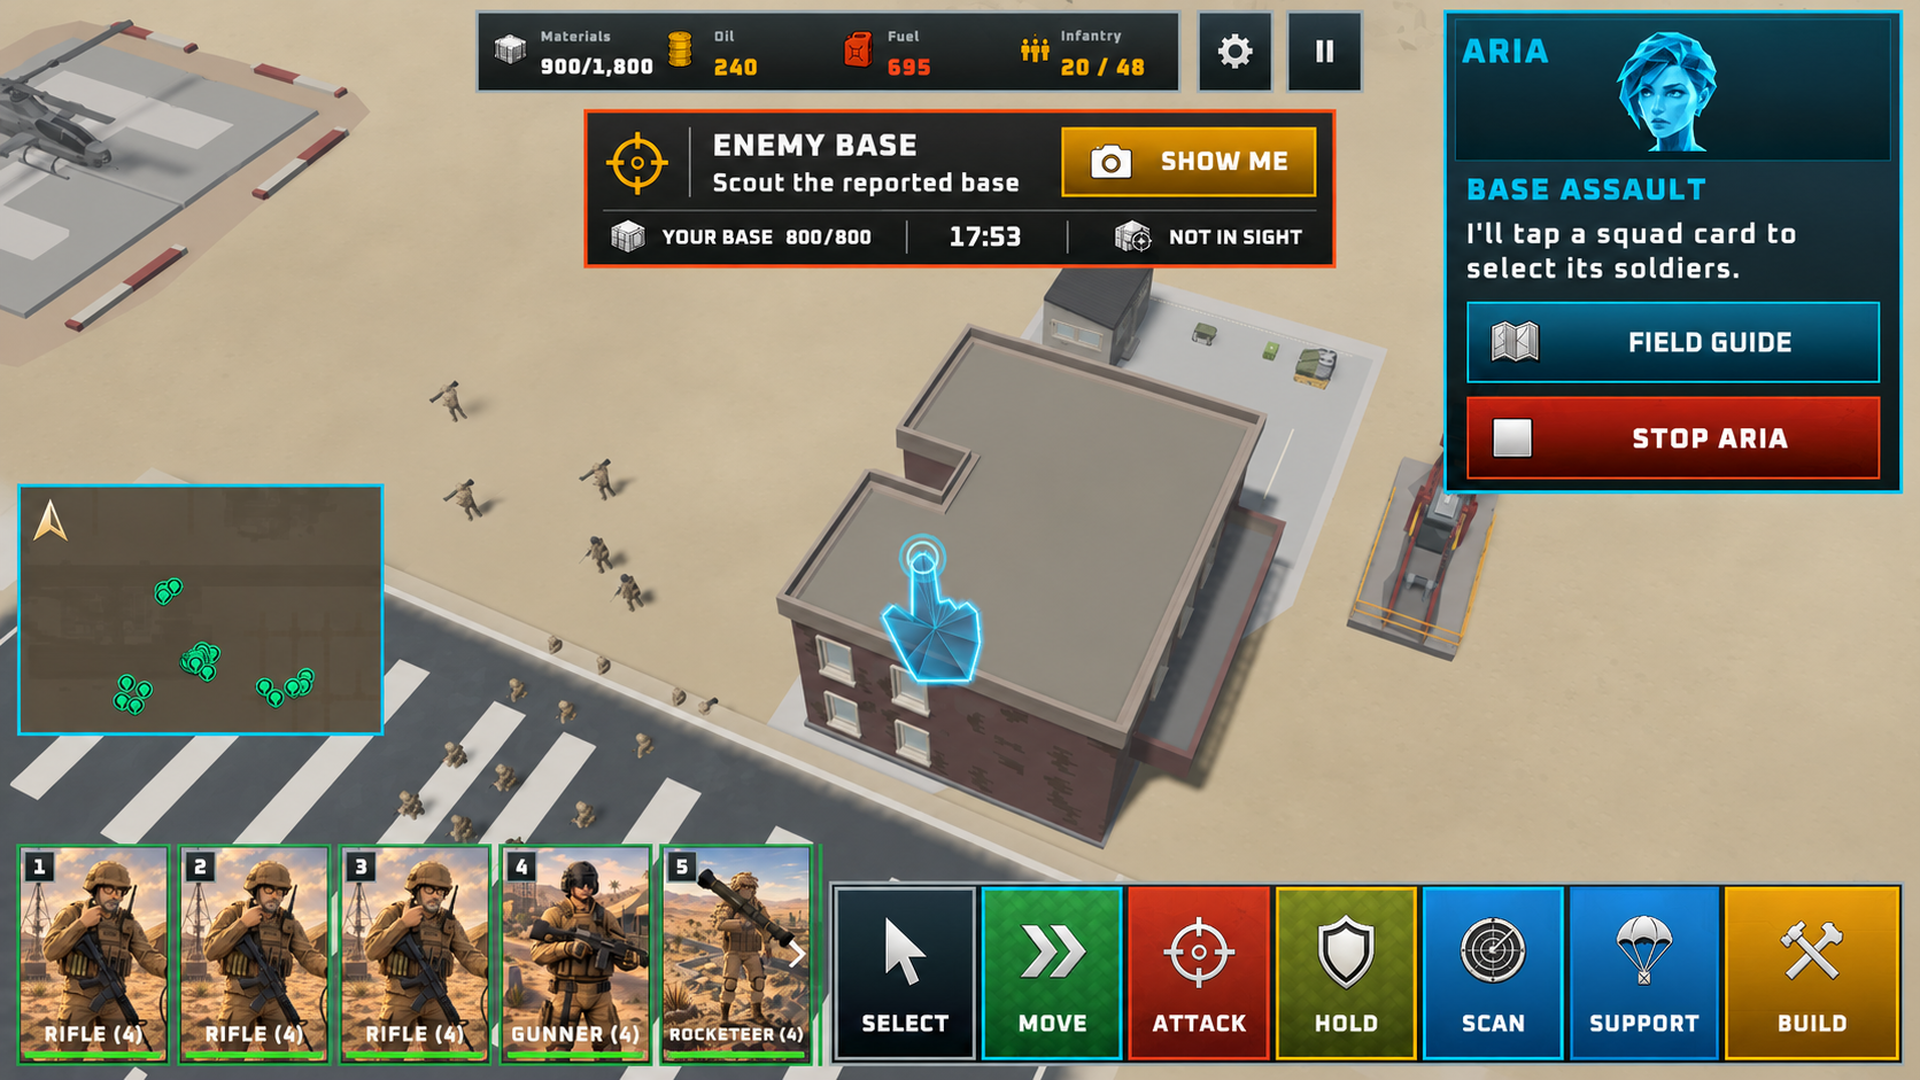 Materials
900/1,800
Oil
240
Fuel
695
Infantry
20 / 48
ENEMY BASE
Scout the reported base
SHOW ME
YOUR BASE 800/800
17:53
NOT IN SIGHT
ARIA
BASE ASSAULT
I'll tap a squad card to
select its soldiers.
FIELD GUIDE
STOP ARIA
1
RIFLE (4)
2
RIFLE (4)
3
RIFLE (4)
4
GUNNER (4)
5
ROCKETEER (4)
SELECT
MOVE
ATTACK
HOLD
SCAN
SUPPORT
BUILD